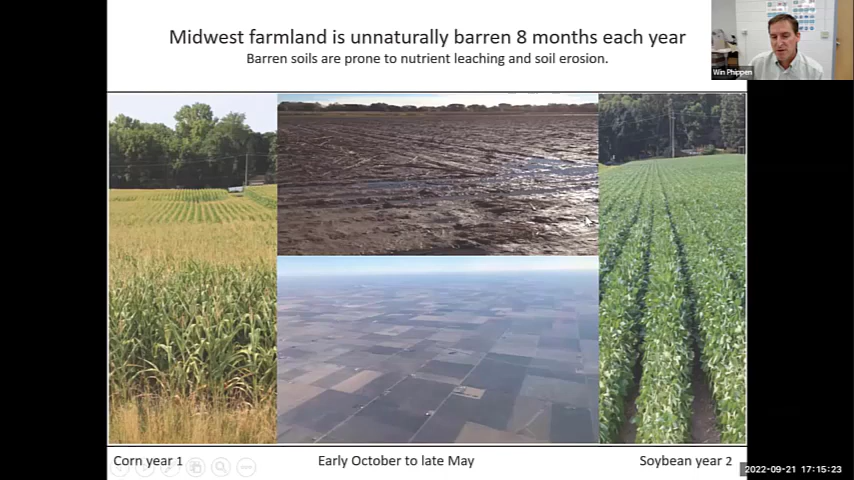 Midwest farmland is unnaturally barren 8 months each year
Barren soils are prone to nutrient leaching and soil erosion.
Win Phippen
Corn year 1
Early October to late May
Soybean year 2
2022-09-21 17:15:23